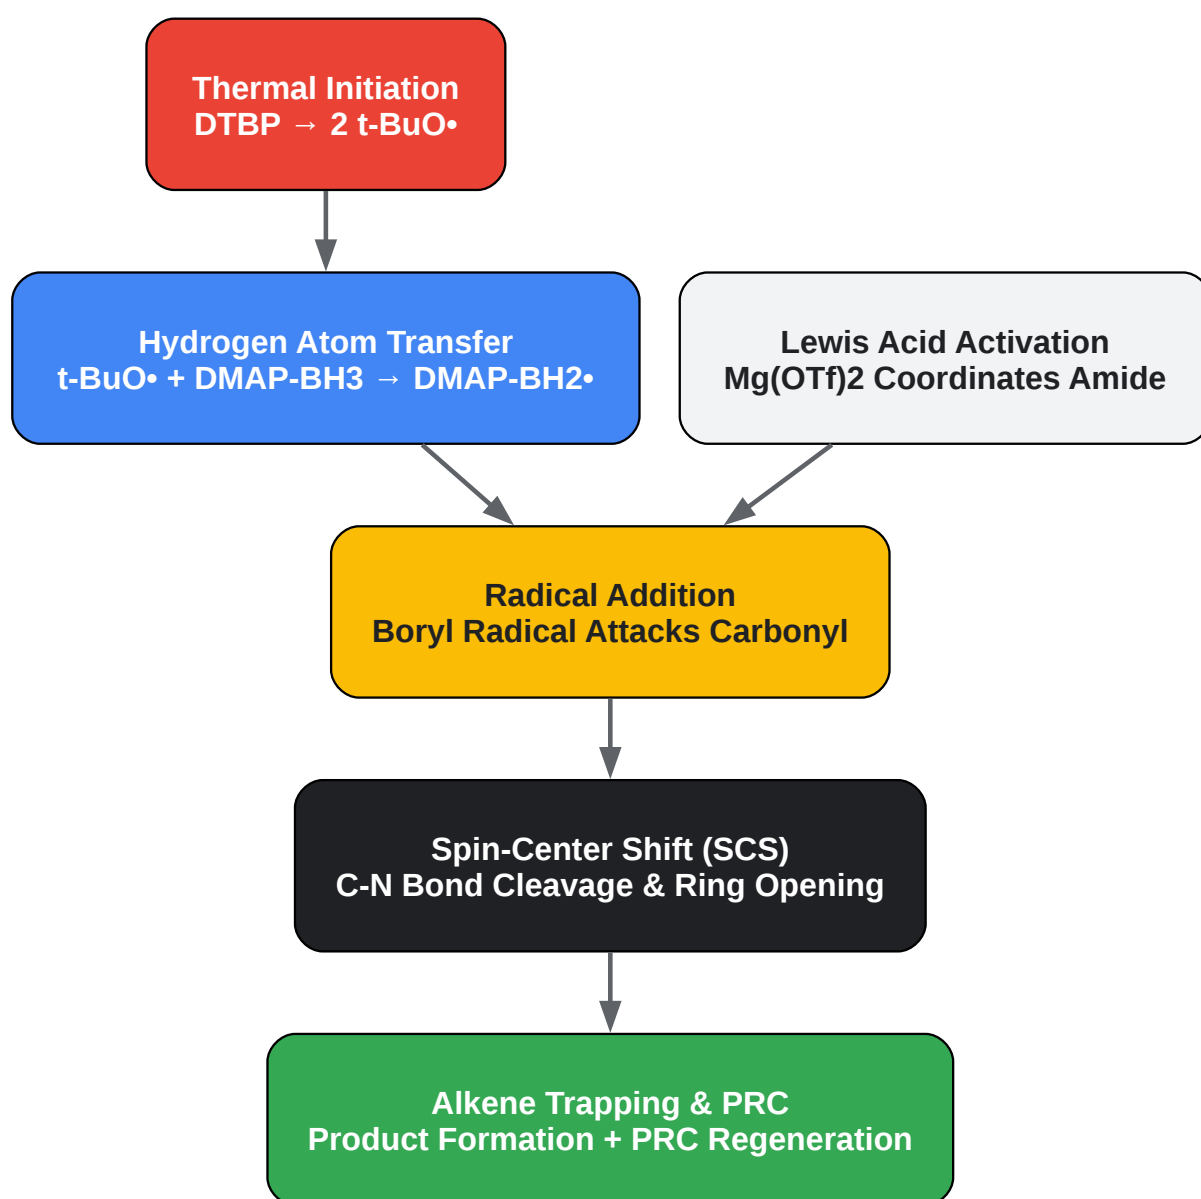 Thermal Initiation
DTBP → 2 t-BuO•
Hydrogen Atom Transfer
t-BuO• + DMAP-BH3 → DMAP-BH2•
Lewis Acid Activation
Mg(OTf)2 Coordinates Amide
Radical Addition
Boryl Radical Attacks Carbonyl
Spin-Center Shift (SCS)
C-N Bond Cleavage & Ring Opening
Alkene Trapping & PRC
Product Formation + PRC Regeneration